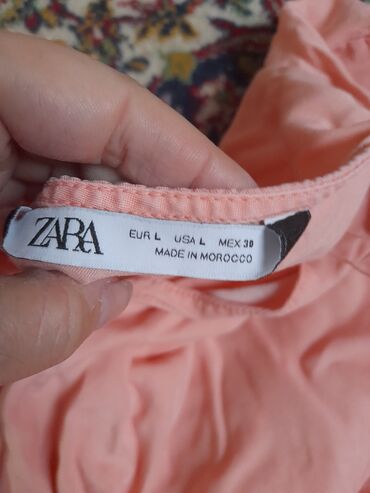 ZARA
EUR L USA L MEX 30
MADE IN MOROCCO